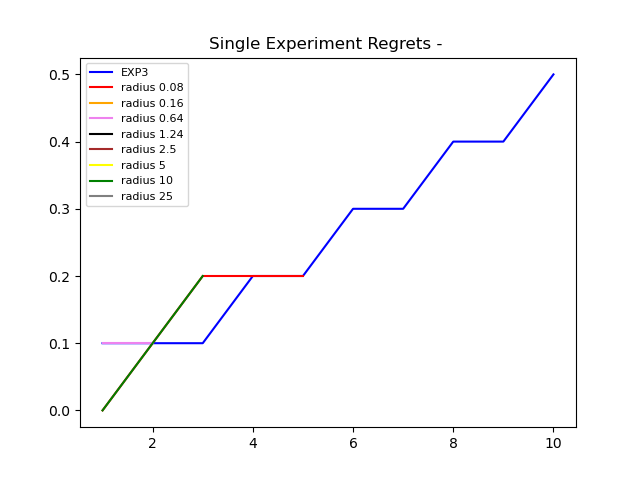 Single Experiment Regrets -
EXP3
radius 0.08
radius 0.16
radius 0.64
radius 1.24
radius 2.5
radius 5
radius 10
radius 25
0.5
0.4
0.3
0.2
0.1
0.0
2 4 6 8 10